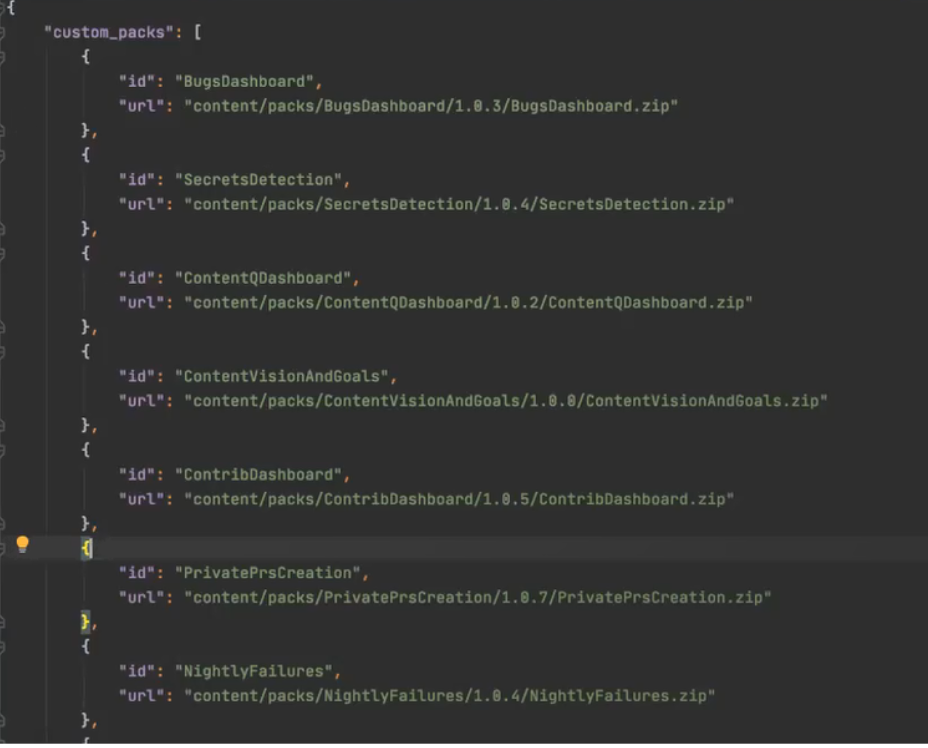 {
"custom_packs": [
{
"id": "BugsDashboard",
"url": "content/packs/BugsDashboard/1.0.3/BugsDashboard.zip"
},
{
"id": "SecretsDetection",
"url": "content/packs/SecretsDetection/1.0.4/SecretsDetection.zip"
},
{
"id": "ContentQDashboard",
"url": "content/packs/ContentQDashboard/1.0.2/ContentQDashboard.zip"
},
{
"id": "ContentVisionAndGoals",
"url": "content/packs/ContentVisionAndGoals/1.0.0/ContentVisionAndGoals.zip"
},
{
"id": "ContribDashboard",
"url": "content/packs/ContribDashboard/1.0.5/ContribDashboard.zip"
},
{
"id": "PrivatePrsCreation",
"url": "content/packs/PrivatePrsCreation/1.0.7/PrivatePrsCreation.zip"
},
{
"id": "NightlyFailures",
"url": "content/packs/NightlyFailures/1.0.4/NightlyFailures.zip"
},
{